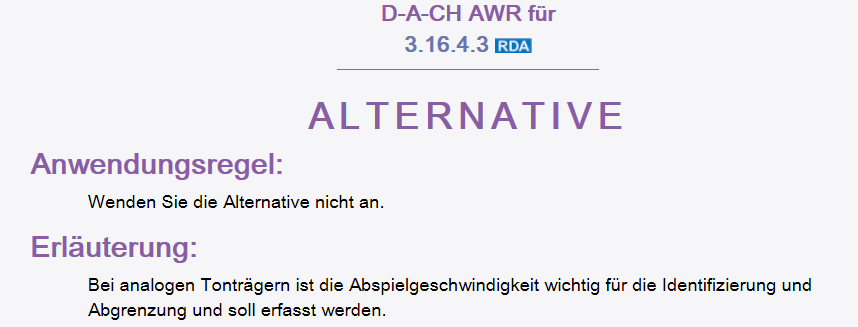 D-A-CH AWR für
3.16.4.3 RDA
ALTERNATIVE
Anwendungsregel:
Wenden Sie die Alternative nicht an.
Erläuterung:
Bei analogen Tonträgern ist die Abspielgeschwindigkeit wichtig für die Identifizierung und
Abgrenzung und soll erfasst werden.